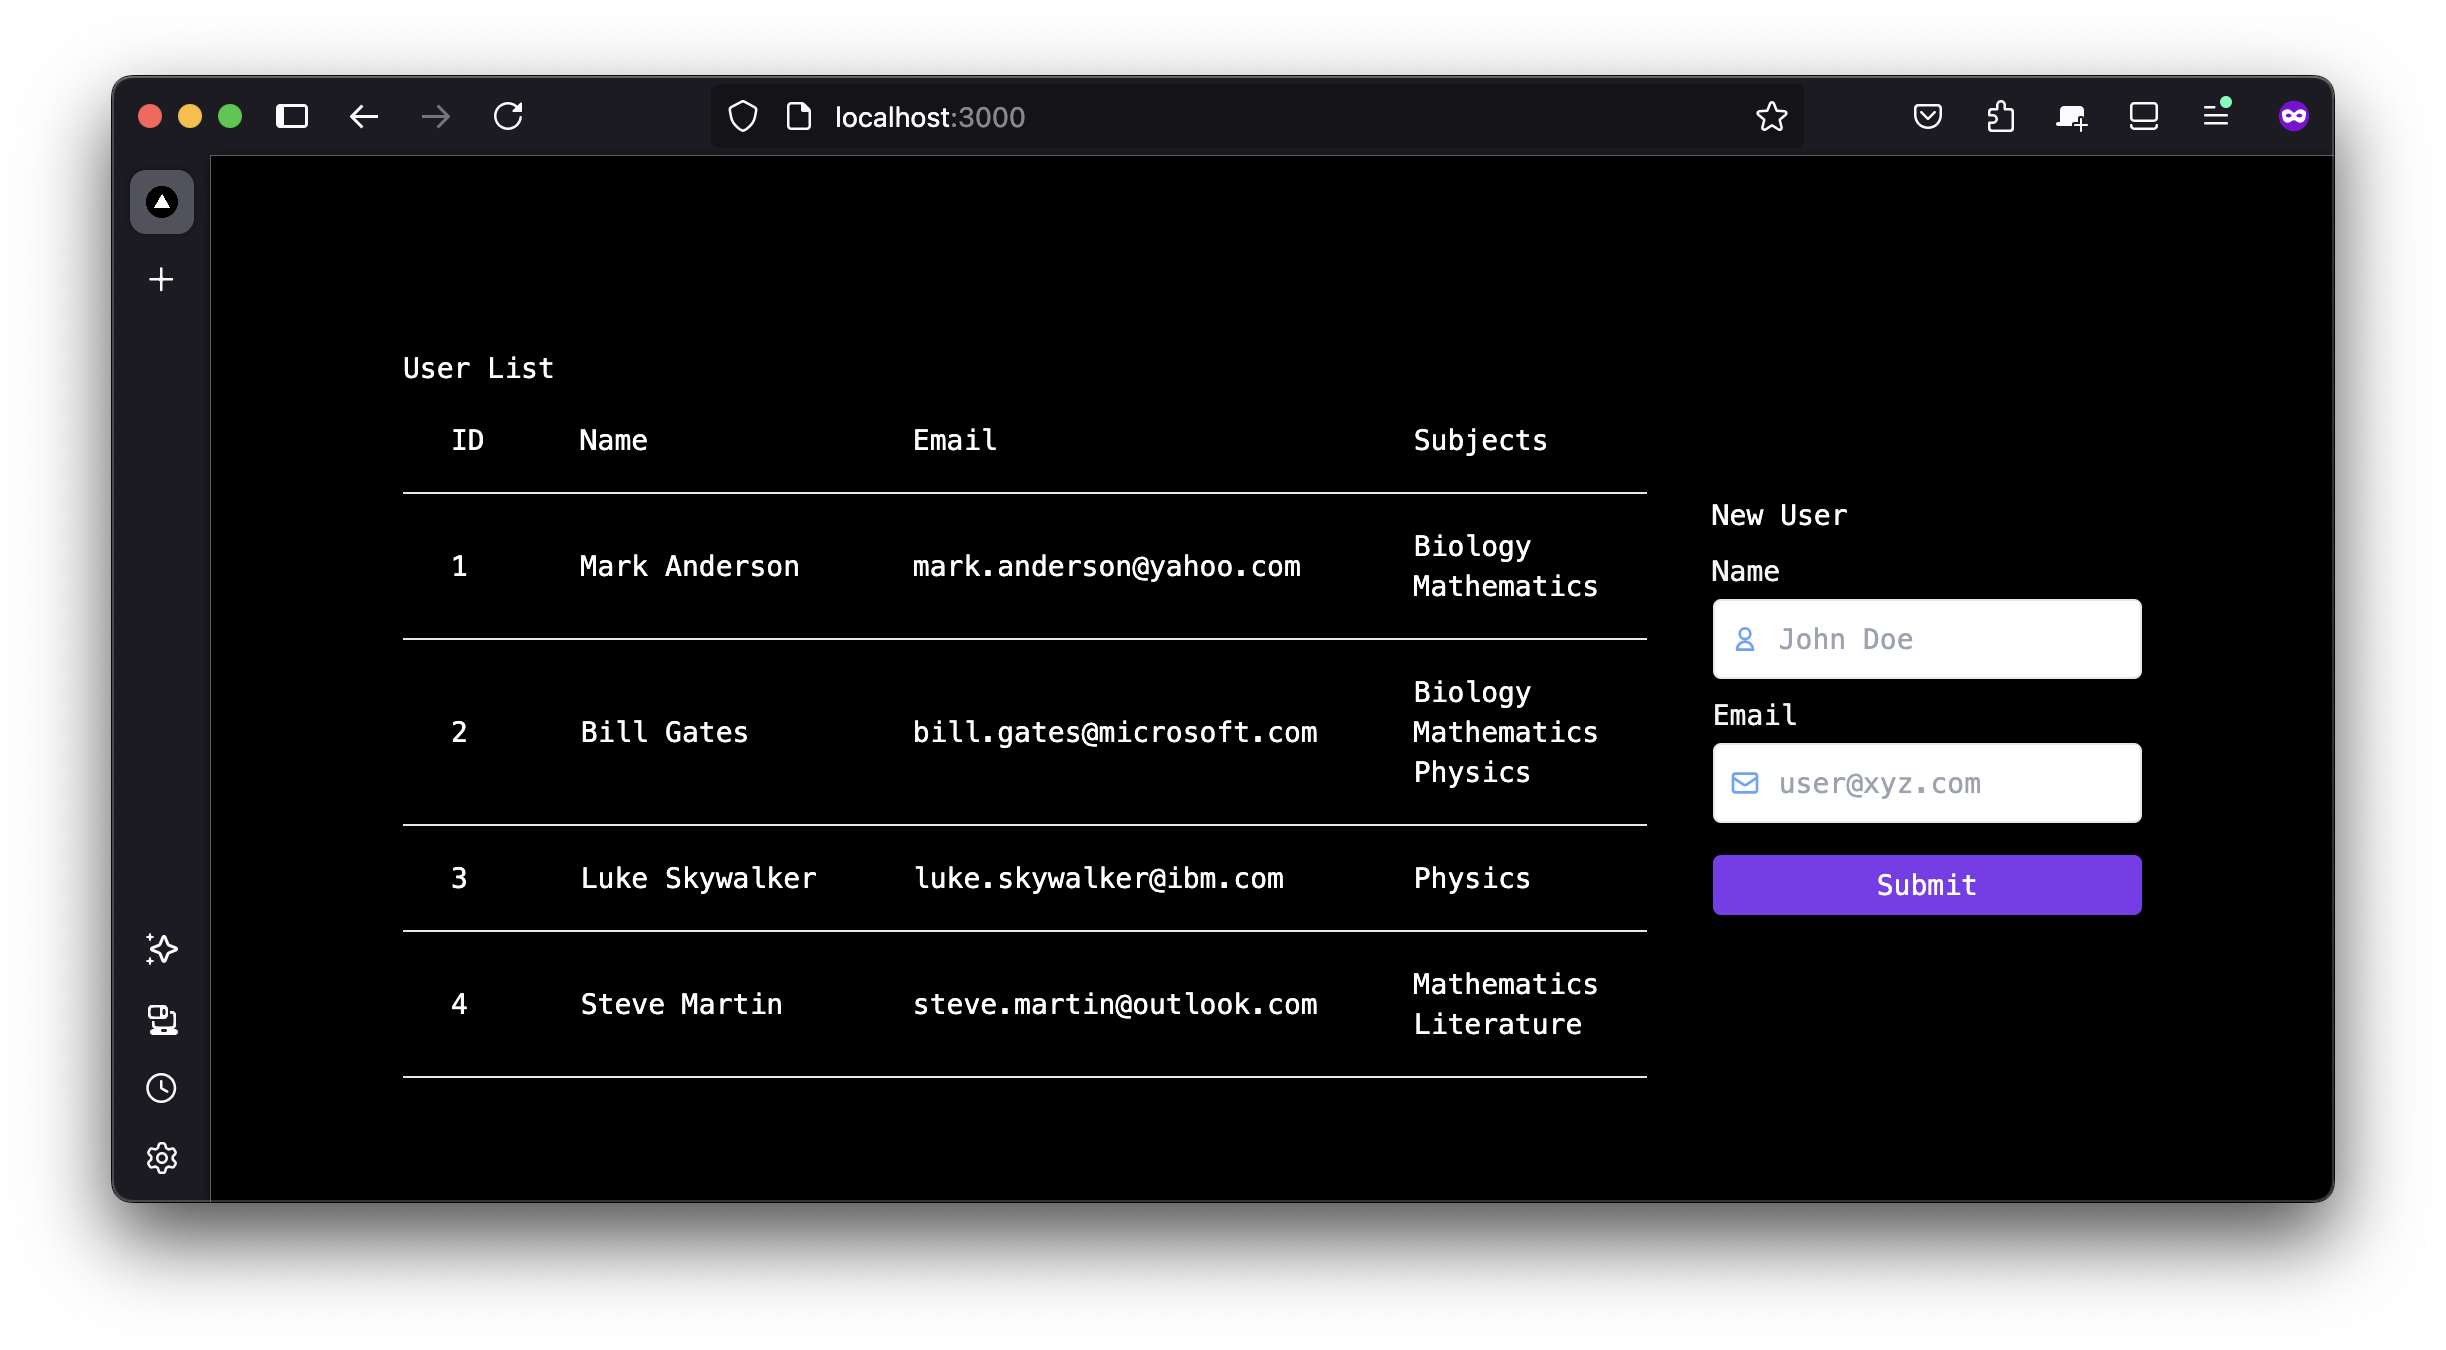 localhost:3000
User List
ID Name Email Subjects
1 Mark Anderson mark.anderson@yahoo.com Biology
Mathematics
2 Bill Gates bill.gates@microsoft.com Biology
Mathematics
Physics
3 Luke Skywalker luke.skywalker@ibm.com Physics
4 Steve Martin steve.martin@outlook.com Mathematics
Literature
New User
Name
John Doe
Email
user@xyz.com
Submit